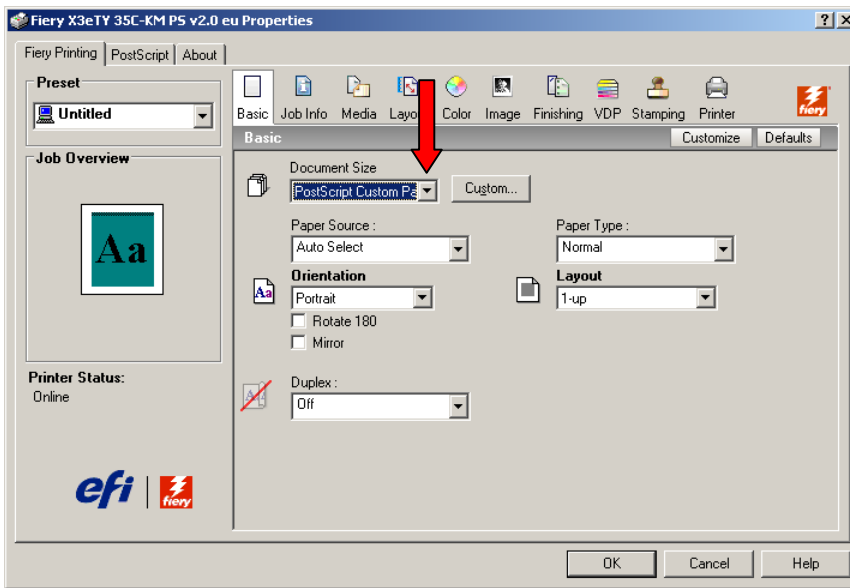 Fiery X3eTY 35C-KM PS v2.0 eu Properties
Fiery Printing PostScript About
Preset
Untitled
Job Overview
Aa
Printer Status:
Online
efi fiery
Basic Job Info Media Layou Color Image Finishing VDP Stamping Printer
fiery
Basic Customize Defaults
Document Size
PostScript Custom Pa Custom...
Paper Source : Paper Type :
Auto Select Normal
Orientation Layout
Aa Portrait 1-up
Rotate 180
Mirror
Duplex :
Off
OK Cancel Help